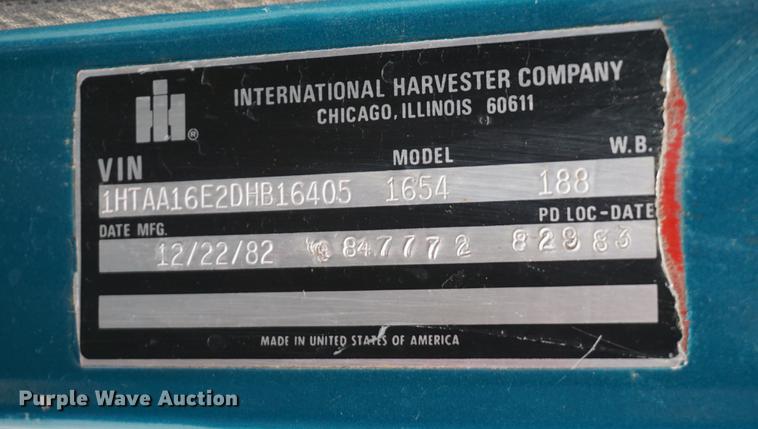 INTERNATIONAL HARVESTER COMPANY
CHICAGO, ILLINOIS 60611
IH®
VIN MODEL W.B.
1HTAA16E2DHB16405 1654 188
DATE MFG. PD LOC-DATE
12/22/82 847772 82983
MADE IN UNITED STATES OF AMERICA
Purple Wave Auction